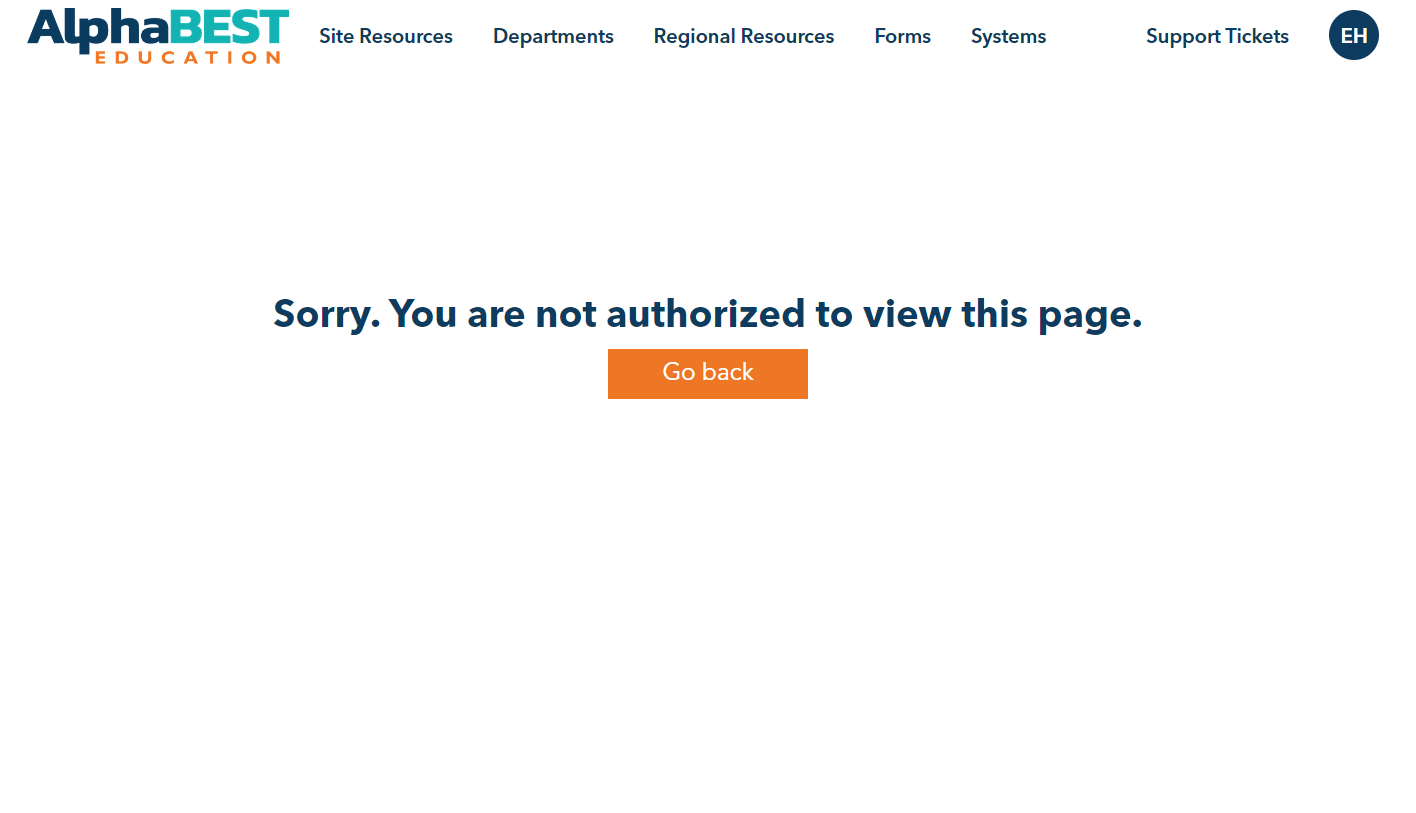 AlphaBEST
EDUCATION
Site Resources
Departments
Regional Resources
Forms
Systems
Support Tickets
EH
Sorry. You are not authorized to view this page.
Go back